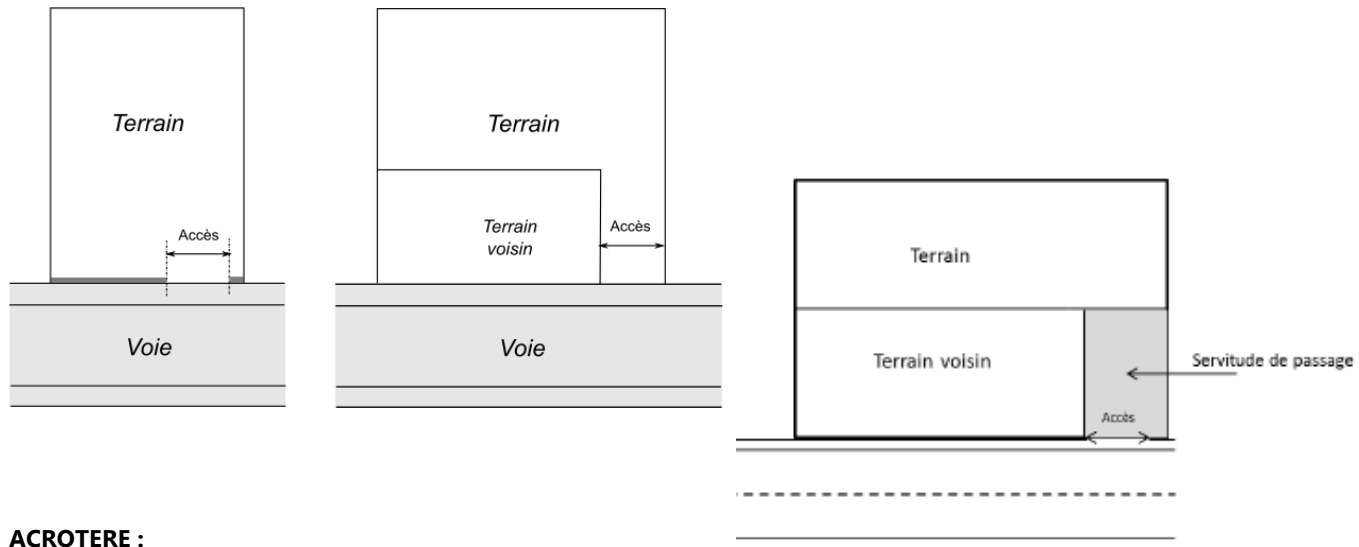 Terrain
Accès
Voie
Terrain
Terrain
voisin
Accès
Voie
Terrain
Terrain voisin
Servitude de passage
Accès
ACROTERE :